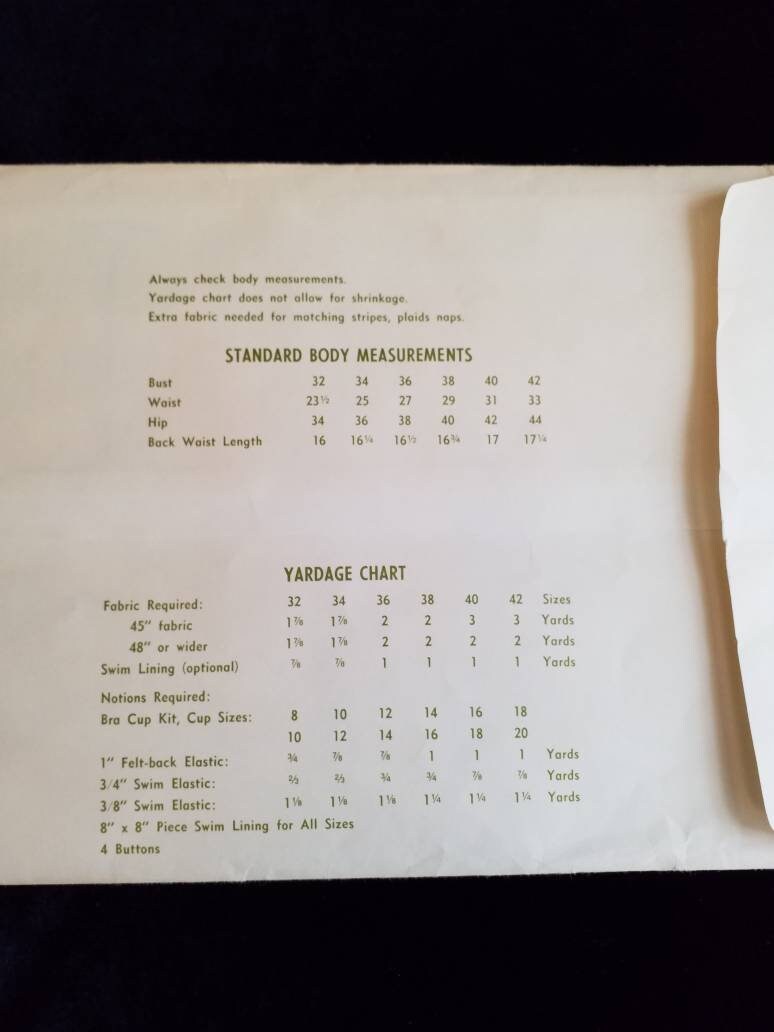 Always check body measurements.
Yardage chart does not allow for shrinkage.
Extra fabric needed for matching stripes, plaids naps.
STANDARD BODY MEASUREMENTS
Bust 32 34 36 38 40 42
Waist 23½ 25 27 29 31 33
Hip 34 36 38 40 42 44
Back Waist Length 16 16¼ 16½ 16¾ 17 17¼
YARDAGE CHART
Fabric Required: 32 34 36 38 40 42 Sizes
45" fabric 1⅞ 1⅞ 2 2 3 3 Yards
48" or wider 1⅞ 1⅞ 2 2 2 2 Yards
Swim Lining (optional) ⅞ ⅞ 1 1 1 1 Yards
Notions Required:
Bra Cup Kit, Cup Sizes: 8 10 12 14 16 18
10 12 14 16 18 20
1" Felt-back Elastic: ¾ ⅞ ⅞ 1 1 1 Yards
3/4" Swim Elastic: ⅔ ⅔ ¾ ¾ ⅞ ⅞ Yards
3/8" Swim Elastic: 1⅛ 1⅛ 1⅛ 1¼ 1¼ 1¼ Yards
8" x 8" Piece Swim Lining for All Sizes
4 Buttons